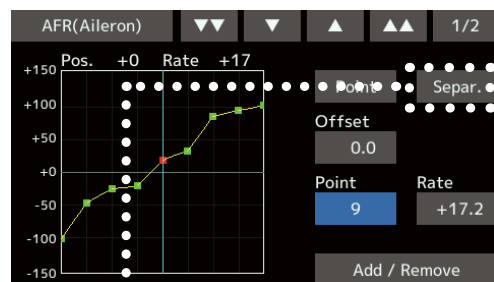 AFR(Aileron) ▼▼ ▼ ▲ ▲▲ 1/2
Pos. +0 Rate +17
+150
+100
+50
+0
-50
-100
-150
Point Separ.
Offset
0.0
Point Rate
9 +17.2
Add / Remove